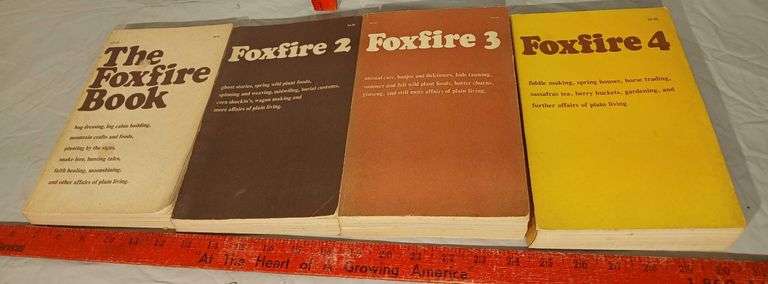 The
Foxfire
Book
hog dressing, log cabin building,
mountain crafts and foods,
planting by the signs,
snake lore, hunting tales,
faith healing, moonshining,
and other affairs of plain living.
Foxfire 2
ghost stories, spring wild plant foods,
spinning and weaving, midwifing, burial customs,
corn shuckin's, wagon making and
more affairs of plain living.
Foxfire 3
animal care, banjos and dulcimers, hide tanning,
summer and fall wild plant foods, butter churns,
ginseng, and still more affairs of plain living.
Foxfire 4
fiddle making, spring houses, horse trading,
sassafras tea, berry buckets, gardening, and
further affairs of plain living
At The Heart of A Growing America